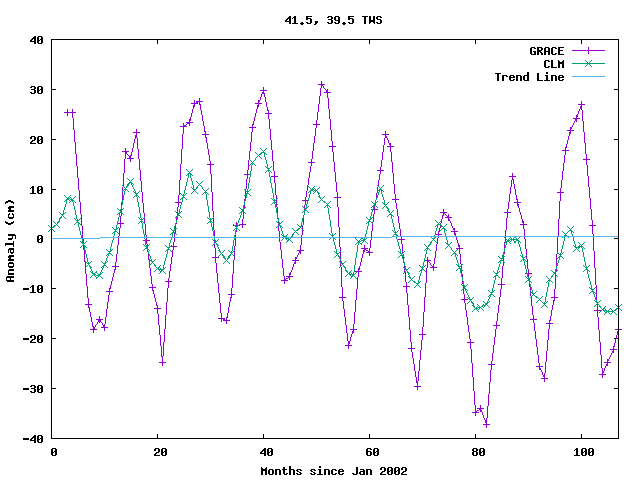 41.5, 39.5 TWS
GRACE
CLM
Trend Line
Anomaly (cm)
40
30
20
10
0
-10
-20
-30
-40
0 20 40 60 80 100
Months since Jan 2002